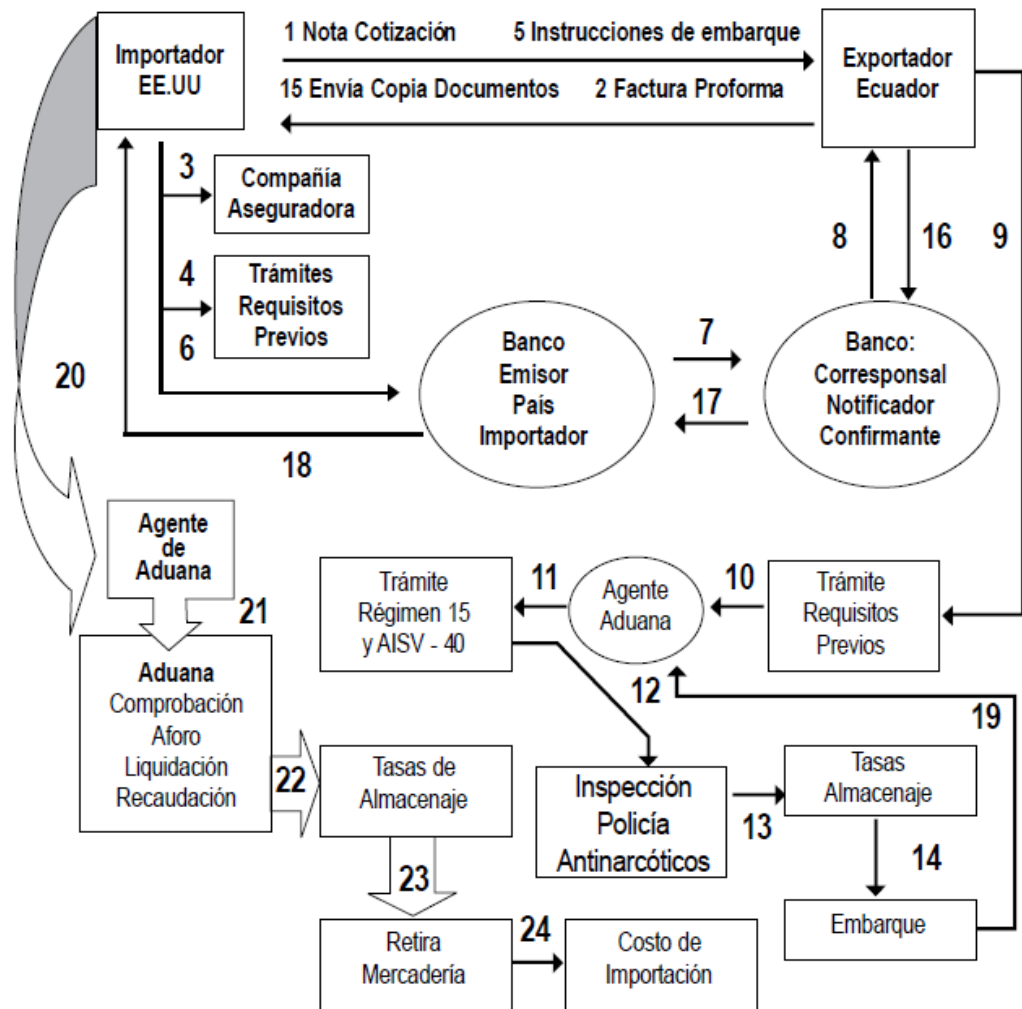 Importador
EE.UU
1 Nota Cotización
5 Instrucciones de embarque
15 Envía Copia Documentos
2 Factura Proforma
Exportador
Ecuador
3
Compañía
Aseguradora
4
Trámites
Requisitos
Previos
6
8
16
9
20
Banco
Emisor
País
Importador
7
17
Banco:
Corresponsal
Notificador
Confirmante
18
Agente
de
Aduana
21
Aduana
Comprobación
Aforo
Liquidación
Recaudación
Trámite
Régimen 15
y AISV - 40
11
Agente
Aduana
10
Trámite
Requisitos
Previos
12
19
22
Tasas de
Almacenaje
Inspección
Policía
Antinarcóticos
13
Tasas
Almacenaje
14
Embarque
23
Retira
Mercadería
24
Costo de
Importación